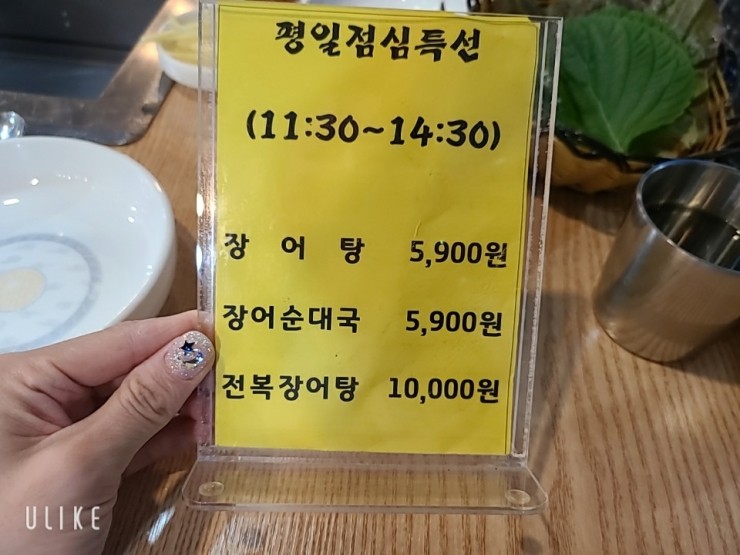 평일점심특선
(11:30~14:30)
장 어 탕 5,900원
장어순대국 5,900원
전복장어탕 10,000원
ULIKE